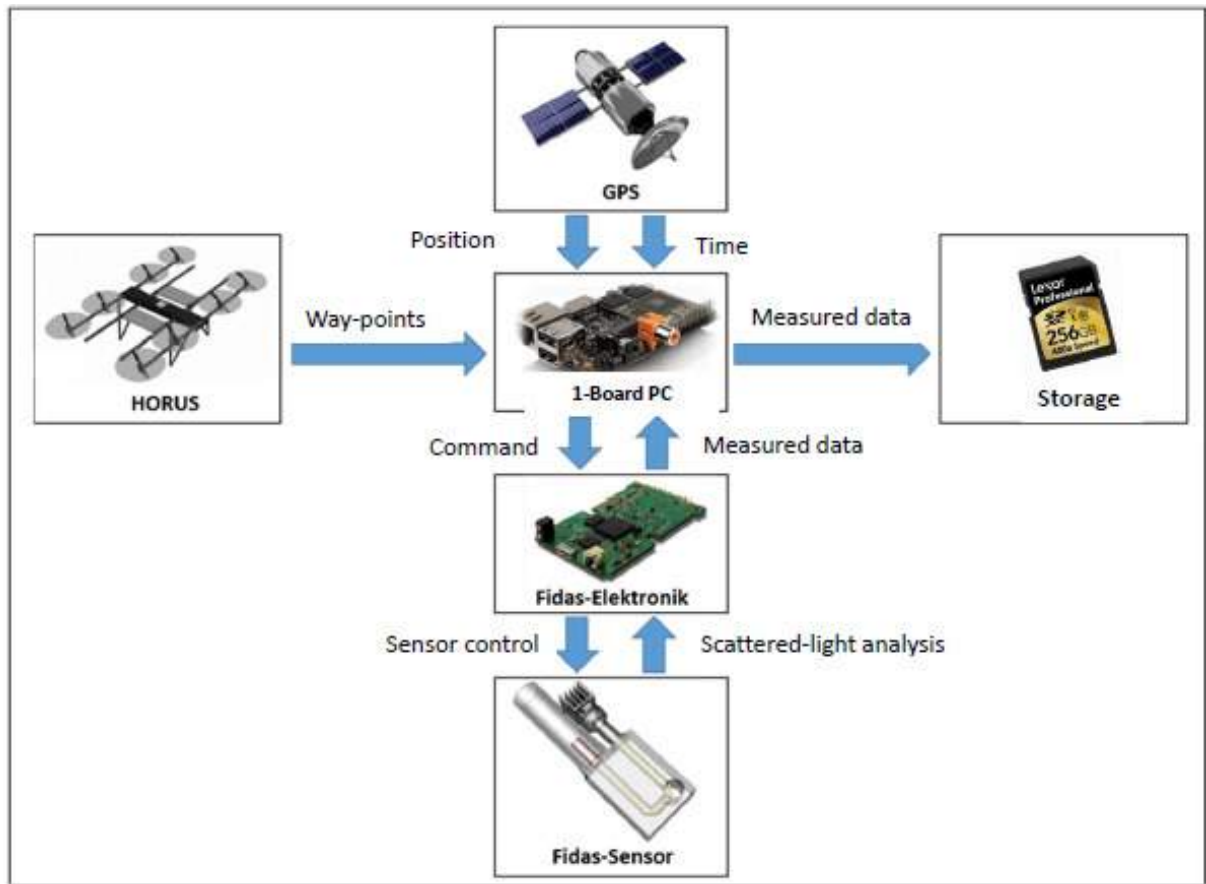 GPS
Position
Time
HORUS
Way-points
1-Board PC
Measured data
Lexar
Professional
256GB
Storage
Command
Measured data
Fidas-Elektronik
Sensor control
Scattered-light analysis
Fidas-Sensor